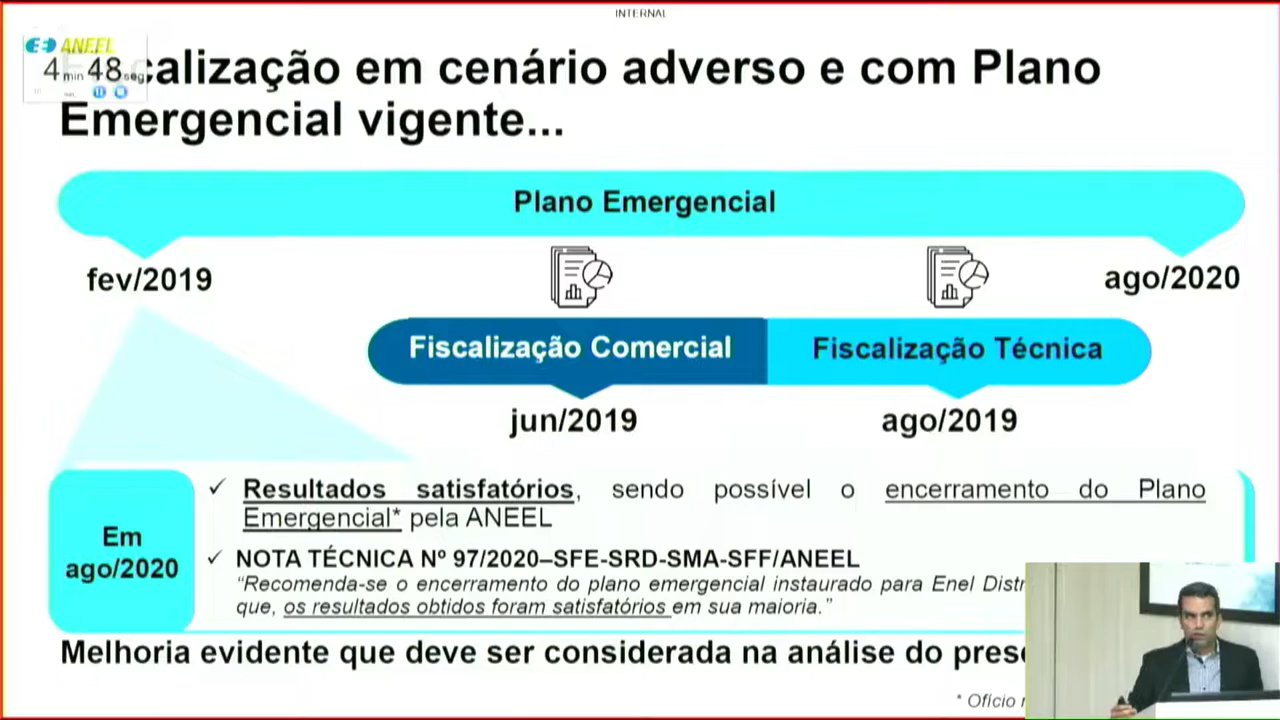 INTERNAL
ANEEL
4 min 48 seg
calização em cenário adverso e com Plano
Emergencial vigente...
Plano Emergencial
fev/2019
ago/2020
Fiscalização Comercial
Fiscalização Técnica
jun/2019
ago/2019
Em
ago/2020
✓ Resultados satisfatórios, sendo possível o encerramento do Plano
Emergencial* pela ANEEL
✓ NOTA TÉCNICA Nº 97/2020–SFE-SRD-SMA-SFF/ANEEL
“Recomenda-se o encerramento do plano emergencial instaurado para Enel Distr
que, os resultados obtidos foram satisfatórios em sua maioria.”
Melhoria evidente que deve ser considerada na análise do pres
* Ofício